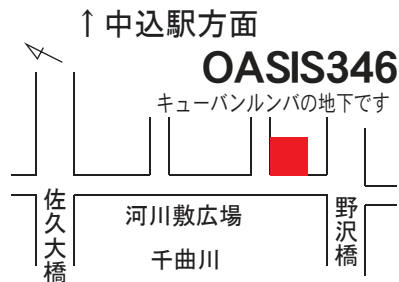 ↑中込駅方面
OASIS346
キューバンルンバの地下です
佐久大橋
河川敷広場
千曲川
野沢橋